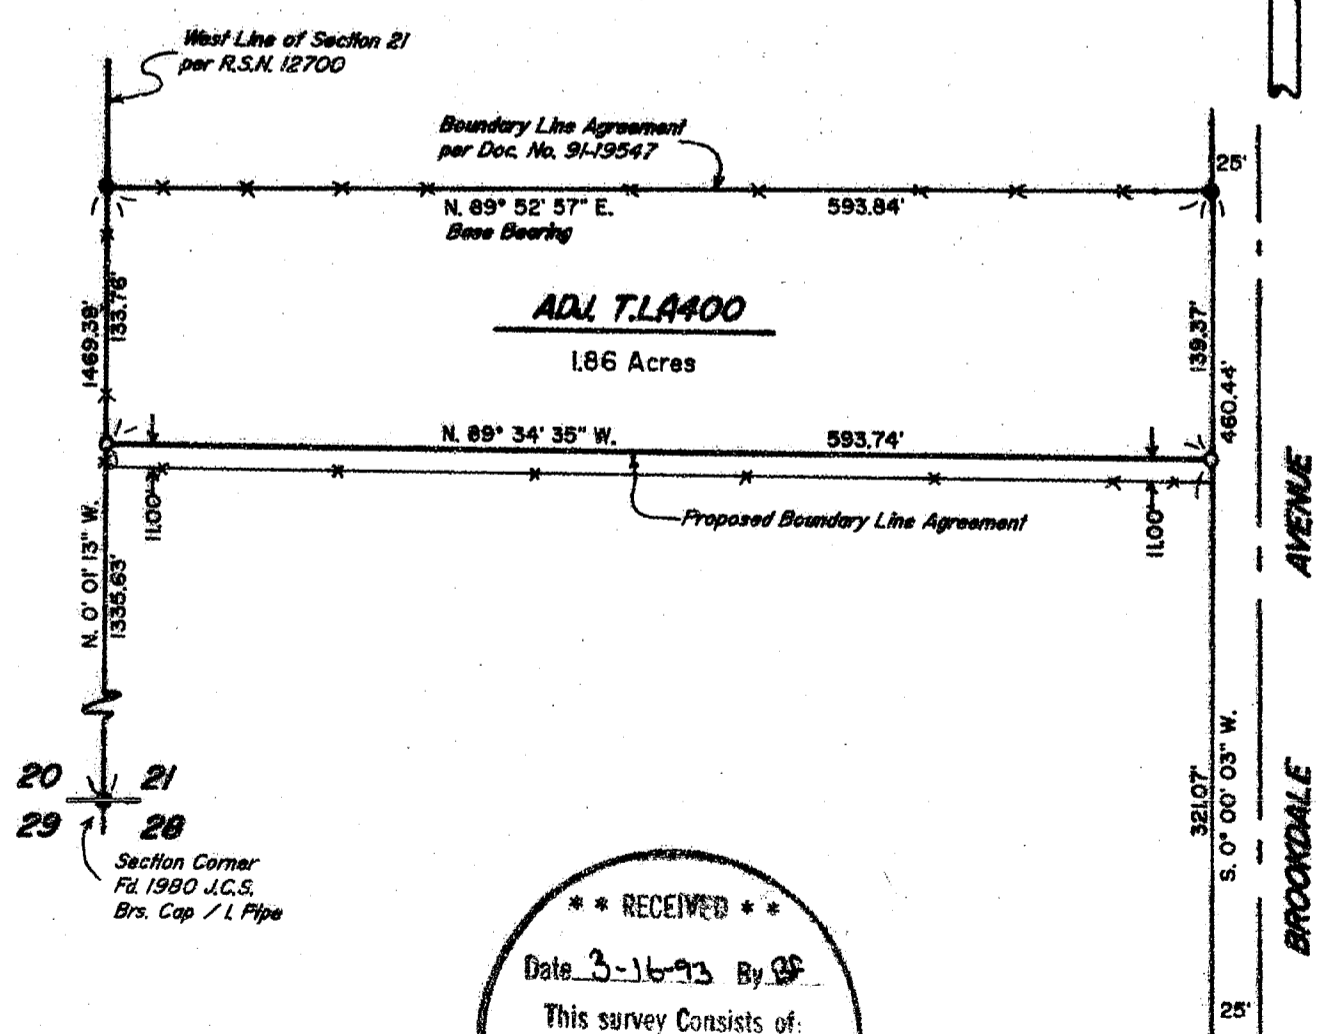 West Line of Section 21
per R.S.N. 12700
Boundary Line Agreement
per Doc. No. 91-19547
25'
N. 89° 52' 57" E.
593.84'
Base Bearing
1469.39'
133.76'
ADJ. T.L.A400
1.86 Acres
139.37'
460.44'
N. 89° 34' 35" W.
593.74'
11.00'
Proposed Boundary Line Agreement
11.00'
N. 0° 01' 13" W.
1335.63'
AVENUE
BROOKDALE
20 21
29 28
Section Corner
Fd. 1980 J.C.S.
Brs. Cap / I. Pipe
321.07'
S. 0° 00' 03" W.
* * RECEIVED * *
Date 3-16-93 By BF
This survey Consists of:
25'